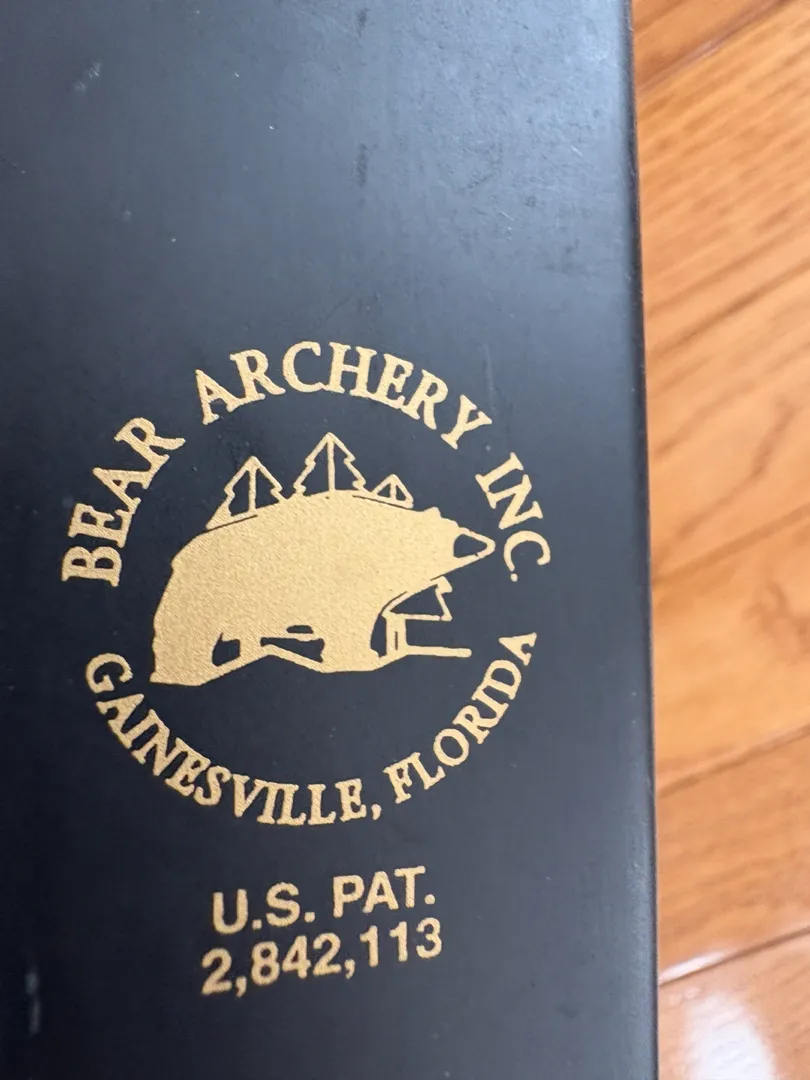 BEAR ARCHERY INC.
GAINESVILLE, FLORIDA
U.S. PAT.
2,842,113